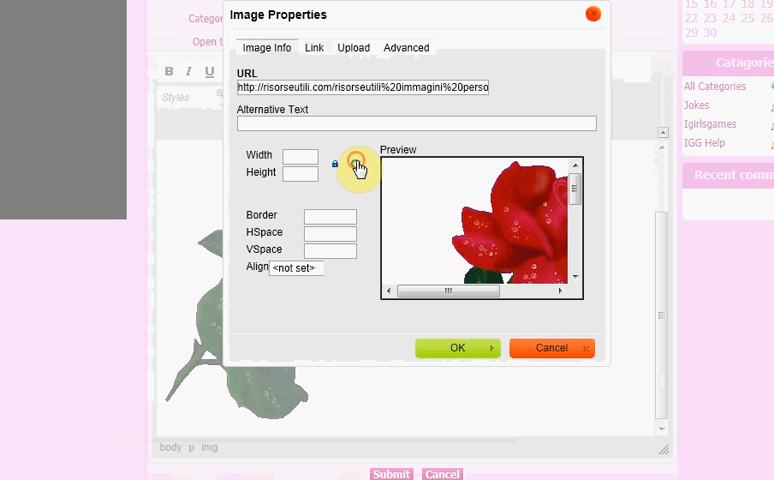 Image Properties
15 16 17 18 19
22 23 24 25 26
29 30
Categor
Open t
Image Info Link Upload Advanced
B I U
Styles
URL
http://risorseutili.com/risorseutili%20immagini%20perso
Alternative Text
Width
Height
Preview
Border
HSpace
VSpace
Align <not set>
OK
Cancel
Catagorie
All Categories
Jokes
Igirlsgames
IGG Help
Recent comm
body p img
Submit Cancel